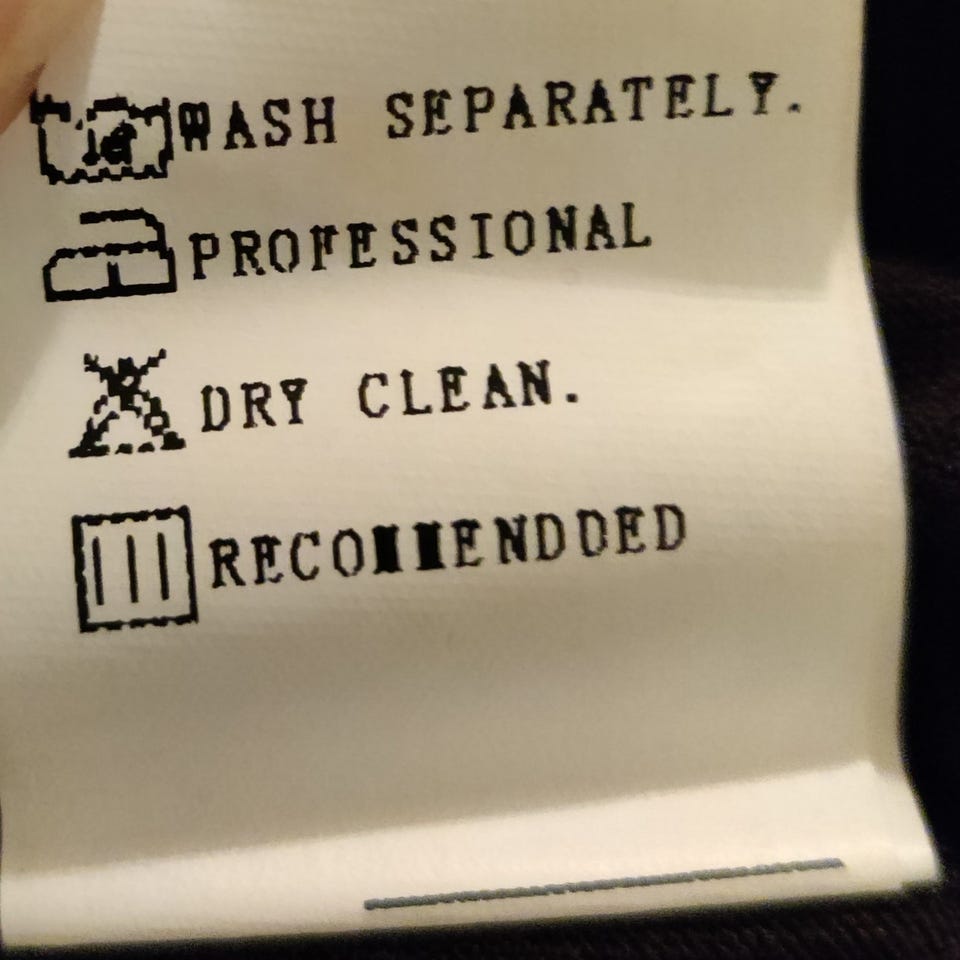 WASH SEPARATELY.
PROFESSIONAL
DRY CLEAN.
RECOMMENDDED